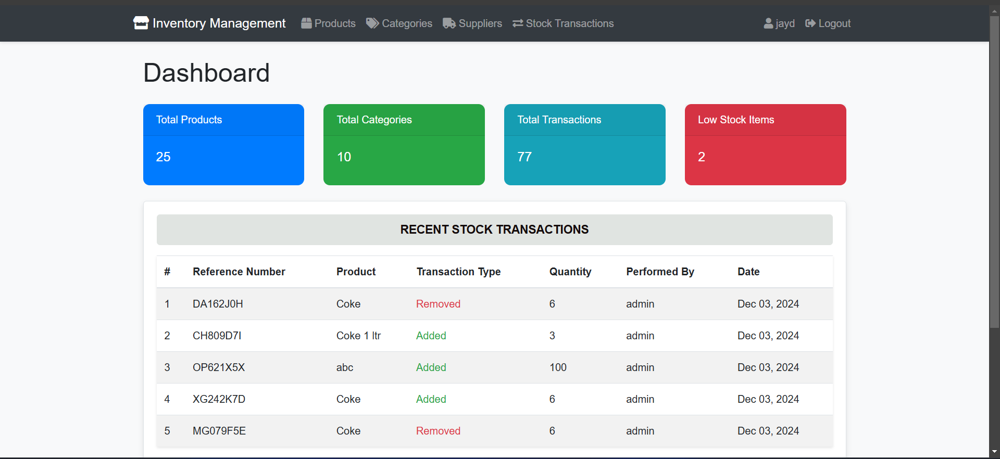 Inventory Management Products Categories Suppliers Stock Transactions jayd Logout
Dashboard
Total Products Total Categories Total Transactions Low Stock Items
25 10 77 2
RECENT STOCK TRANSACTIONS
# Reference Number Product Transaction Type Quantity Performed By Date
1 DA162J0H Coke Removed 6 admin Dec 03, 2024
2 CH809D7I Coke 1 ltr Added 3 admin Dec 03, 2024
3 OP621X5X abc Added 100 admin Dec 03, 2024
4 XG242K7D Coke Added 6 admin Dec 03, 2024
5 MG079F5E Coke Removed 6 admin Dec 03, 2024